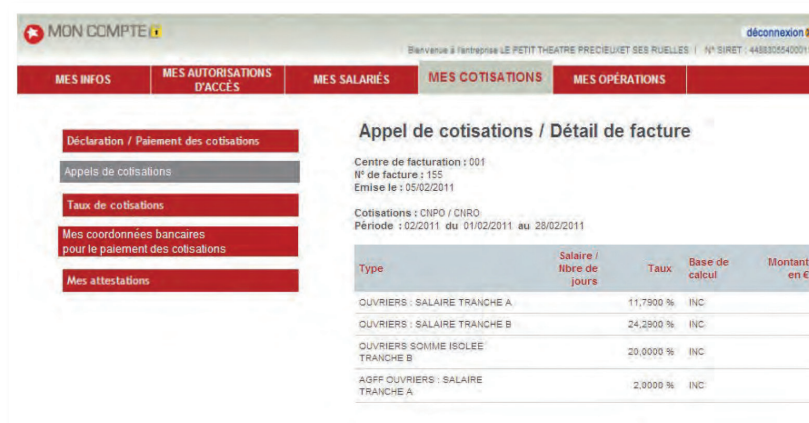 MON COMPTE
déconnexion
Bienvenue à l'entreprise LE PETIT THEATRE PRECIEUXET SES RUELLES | N° SIRET :
MES INFOS
MES AUTORISATIONS
D'ACCÈS
MES SALARIÉS
MES COTISATIONS
MES OPÉRATIONS
Appel de cotisations / Détail de facture
Déclaration / Paiement des cotisations
Appels de cotisations
Taux de cotisations
Mes coordonnées bancaires
pour le paiement des cotisations
Mes attestations
Centre de facturation : 001
N° de facture : 155
Emise le : 05/02/2011
Cotisations : CNPO / CNRO
Période : 02/2011 du 01/02/2011 au 28/02/2011
Type
Salaire /
Nbre de
jours
Taux
Base de
calcul
Montant
en €
OUVRIERS : SALAIRE TRANCHE A 11,7900 % INC
OUVRIERS : SALAIRE TRANCHE B 24,2900 % INC
OUVRIERS SOMME ISOLEE
TRANCHE B 20,0000 % INC
AGFF OUVRIERS : SALAIRE
TRANCHE A 2,0000 % INC